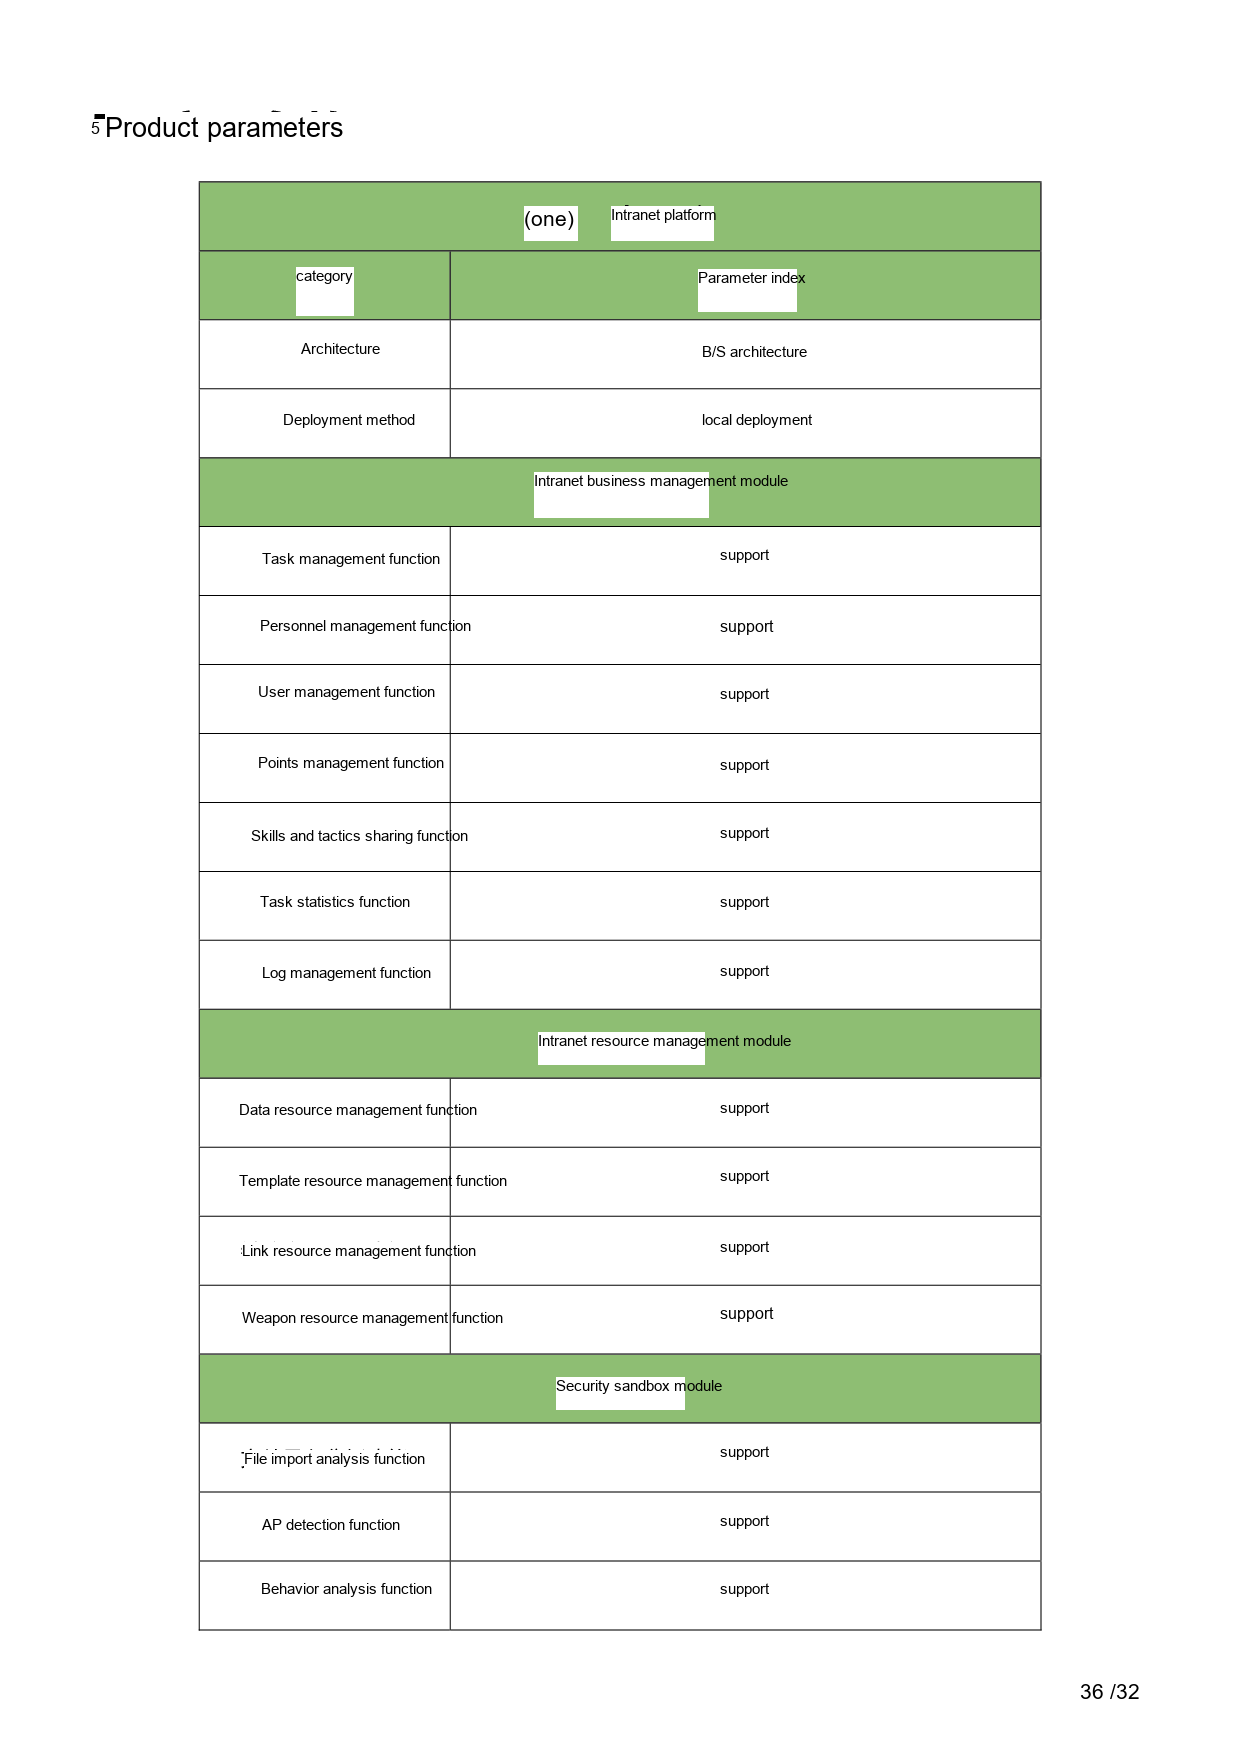 5 Product parameters
(one) Intranet platform
category Parameter index
Architecture B/S architecture
Deployment method local deployment
Intranet business management module
Task management function support
Personnel management function support
User management function support
Points management function support
Skills and tactics sharing function support
Task statistics function support
Log management function support
Intranet resource management module
Data resource management function support
Template resource management function support
Link resource management function support
Weapon resource management function support
Security sandbox module
File import analysis function support
AP detection function support
Behavior analysis function support
36 /32